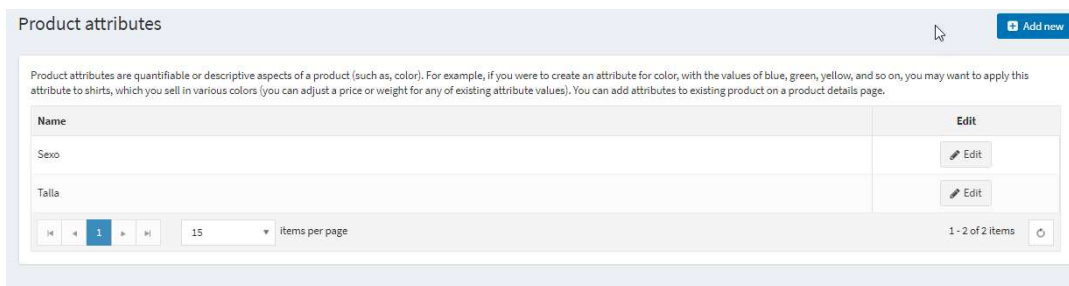 Product attributes
Add new
Product attributes are quantifiable or descriptive aspects of a product (such as, color). For example, if you were to create an attribute for color, with the values of blue, green, yellow, and so on, you may want to apply this
attribute to shirts, which you sell in various colors (you can adjust a price or weight for any of existing attribute values). You can add attributes to existing product on a product details page.
Name Edit
Sexo Edit
Talla Edit
1 15 items per page 1 - 2 of 2 items